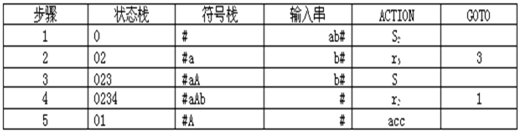 步骤 状态栈 符号栈 输入串 ACTION GOTO
1 0 # ab# S₂
2 02 #a b# r₃ 3
3 023 #aA b# S
4 0234 #aAb # r₂ 1
5 01 #A # acc